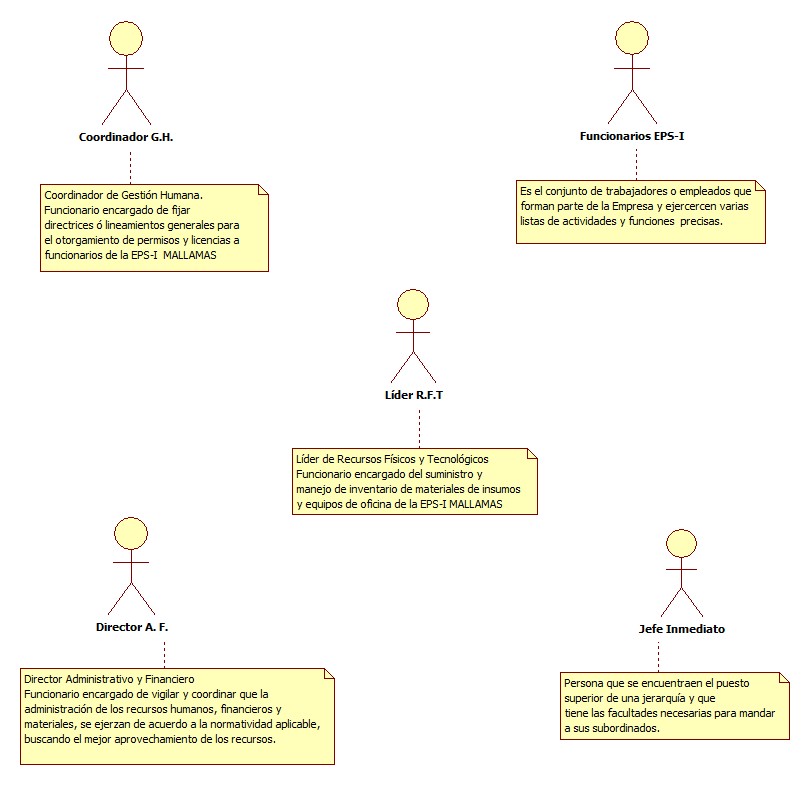 Coordinador G.H.
Coordinador de Gestión Humana.
Funcionario encargado de fijar
directrices ó lineamientos generales para
el otorgamiento de permisos y licencias a
funcionarios de la EPS-I MALLAMAS
Funcionarios EPS-I
Es el conjunto de trabajadores o empleados que
forman parte de la Empresa y ejercercen varias
listas de actividades y funciones precisas.
Líder R.F.T
Líder de Recursos Físicos y Tecnológicos
Funcionario encargado del suministro y
manejo de inventario de materiales de insumos
y equipos de oficina de la EPS-I MALLAMAS
Director A. F.
Director Administrativo y Financiero
Funcionario encargado de vigilar y coordinar que la
administración de los recursos humanos, financieros y
materiales, se ejerzan de acuerdo a la normatividad aplicable,
buscando el mejor aprovechamiento de los recursos.
Jefe Inmediato
Persona que se encuentraen el puesto
superior de una jerarquía y que
tiene las facultades necesarias para mandar
a sus subordinados.